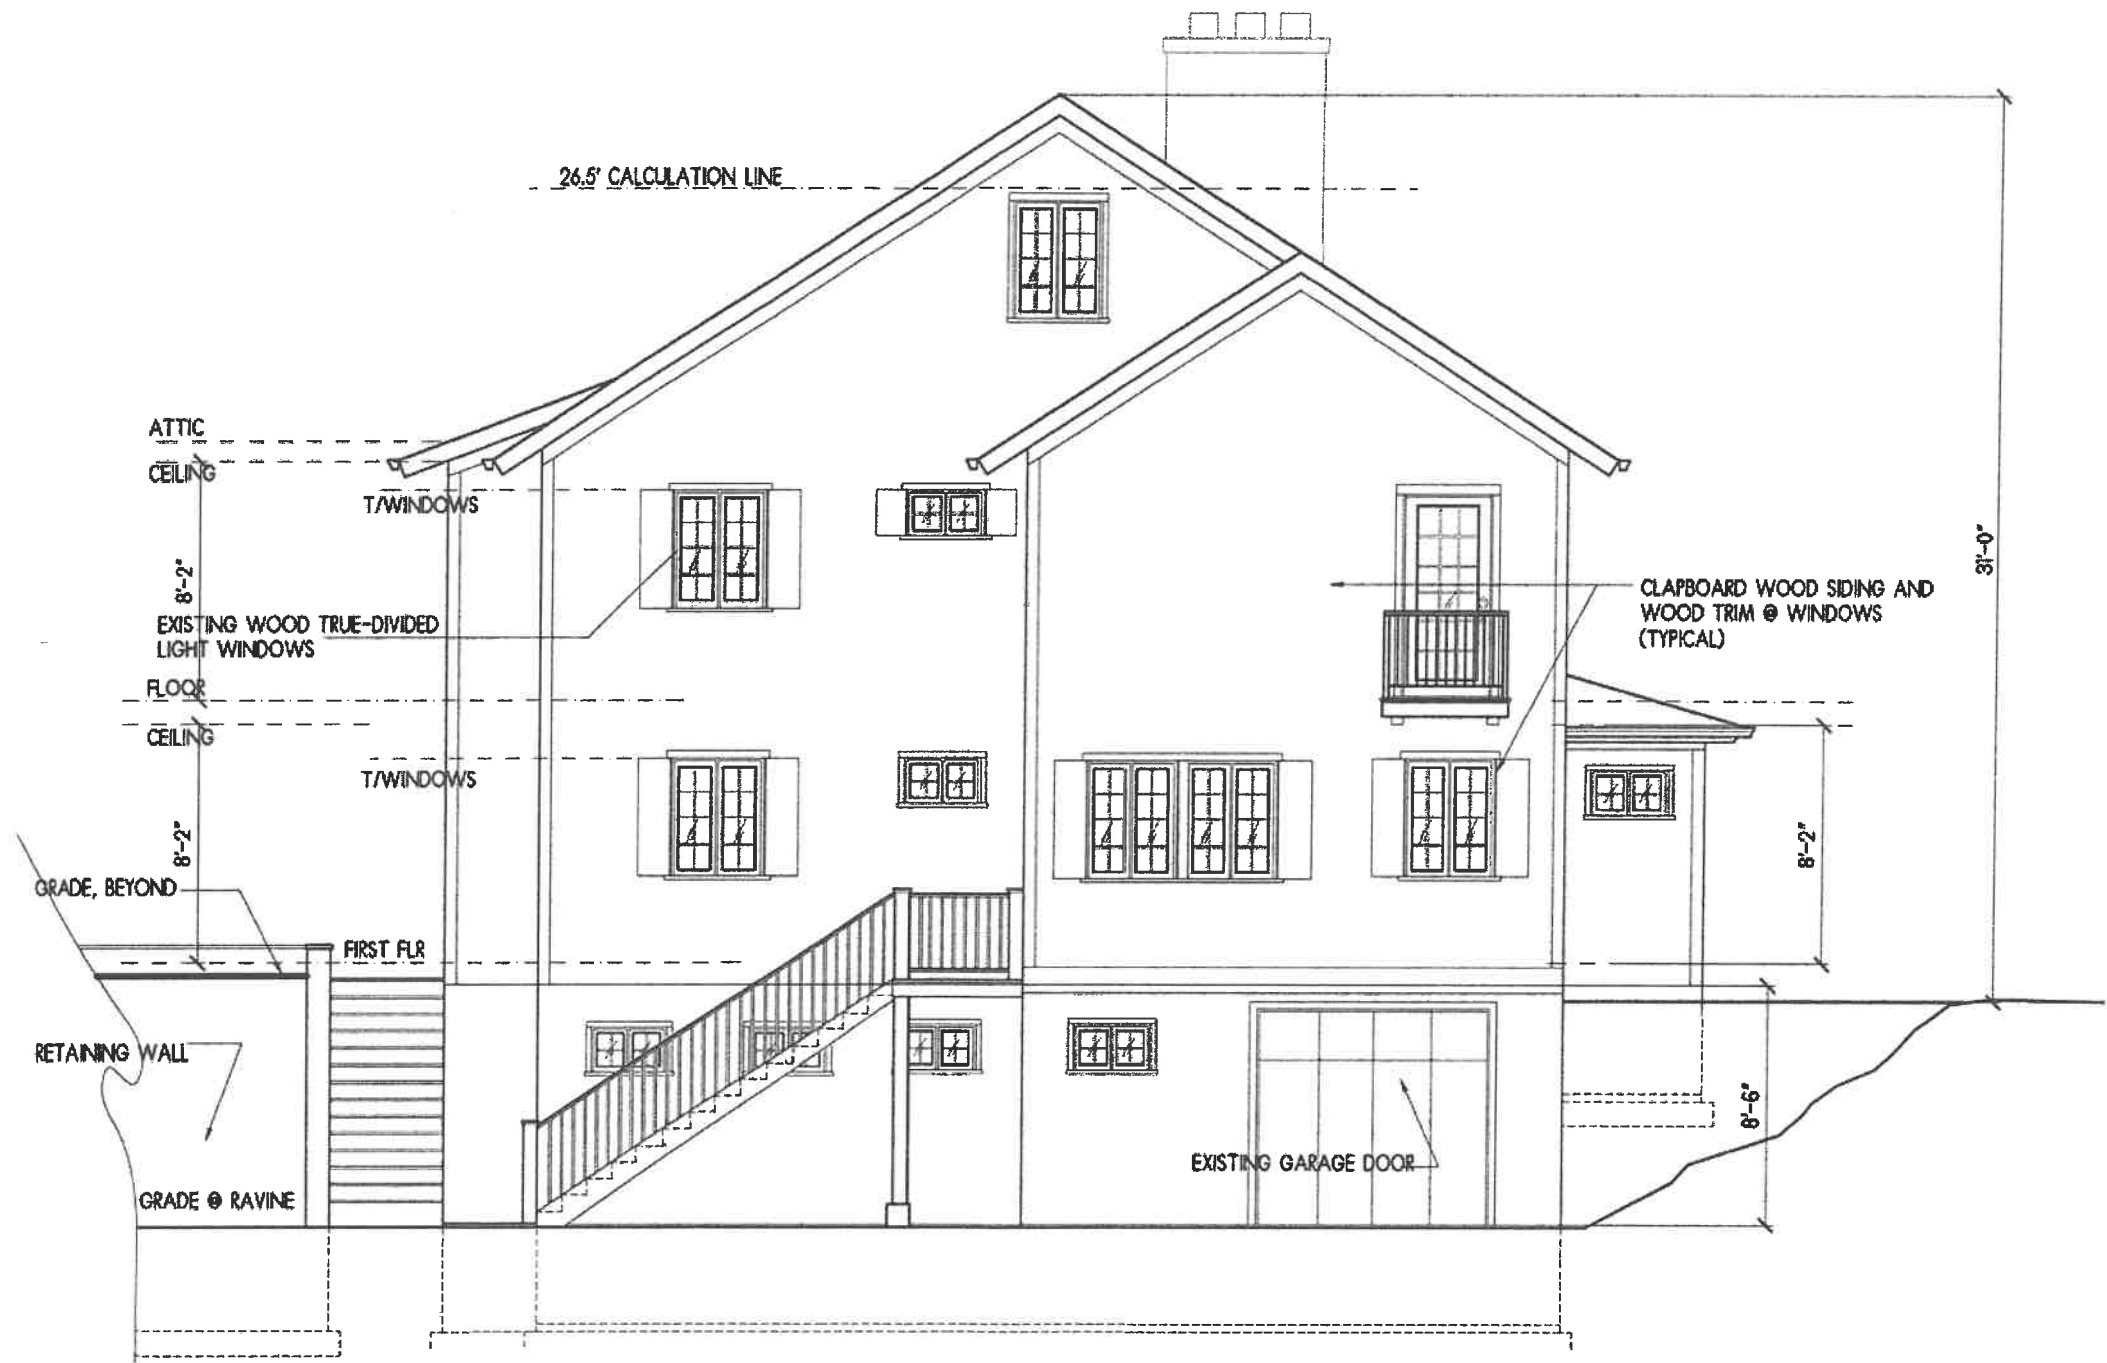 26.5' CALCULATION LINE
ATTIC
CEILING
T/WINDOWS
8'-2"
31'-0"
EXISTING WOOD TRUE-DIVIDED
LIGHT WINDOWS
CLAPBOARD WOOD SIDING AND
WOOD TRIM @ WINDOWS
(TYPICAL)
FLOOR
CEILING
T/WINDOWS
8'-2"
8'-2"
GRADE, BEYOND
FIRST FLR
RETAINING WALL
8'-6"
EXISTING GARAGE DOOR
GRADE @ RAVINE